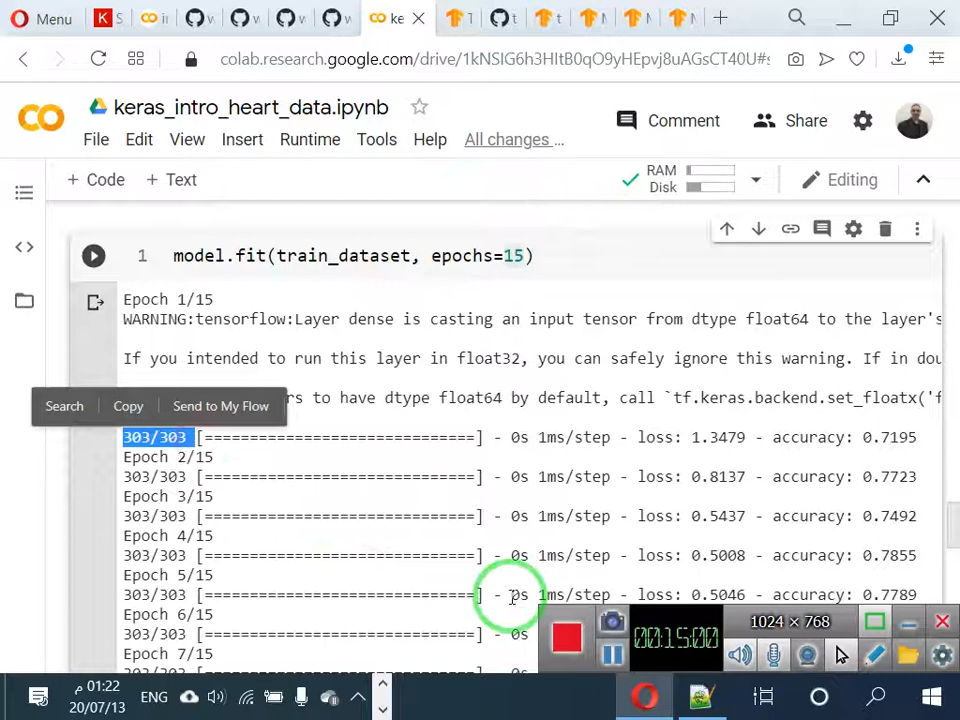 Menu
K S
in
w
w
w
w
ke
T
t
t
M
M
M
colab.research.google.com/drive/1kNSIG6h3HItB0qO9yHEpvj8uAGsCT40U#s
keras_intro_heart_data.ipynb
Comment
Share
File Edit View Insert Runtime Tools Help All changes …
+ Code + Text
RAM
Disk
Editing
1 model.fit(train_dataset, epochs=15)
Epoch 1/15
WARNING:tensorflow:Layer dense is casting an input tensor from dtype float64 to the layer's
If you intended to run this layer in float32, you can safely ignore this warning. If in dou
Search Copy Send to My Flow
rs to have dtype float64 by default, call `tf.keras.backend.set_floatx('f
303/303 [==============================] - 0s 1ms/step - loss: 1.3479 - accuracy: 0.7195
Epoch 2/15
303/303 [==============================] - 0s 1ms/step - loss: 0.8137 - accuracy: 0.7723
Epoch 3/15
303/303 [==============================] - 0s 1ms/step - loss: 0.5437 - accuracy: 0.7492
Epoch 4/15
303/303 [==============================] - 0s 1ms/step - loss: 0.5008 - accuracy: 0.7855
Epoch 5/15
303/303 [==============================] - 0s 1ms/step - loss: 0.5046 - accuracy: 0.7789
Epoch 6/15
303/303 [==============================] - 0s
Epoch 7/15
00:15:00
1024 × 768
01:22 م
20/07/13
ENG